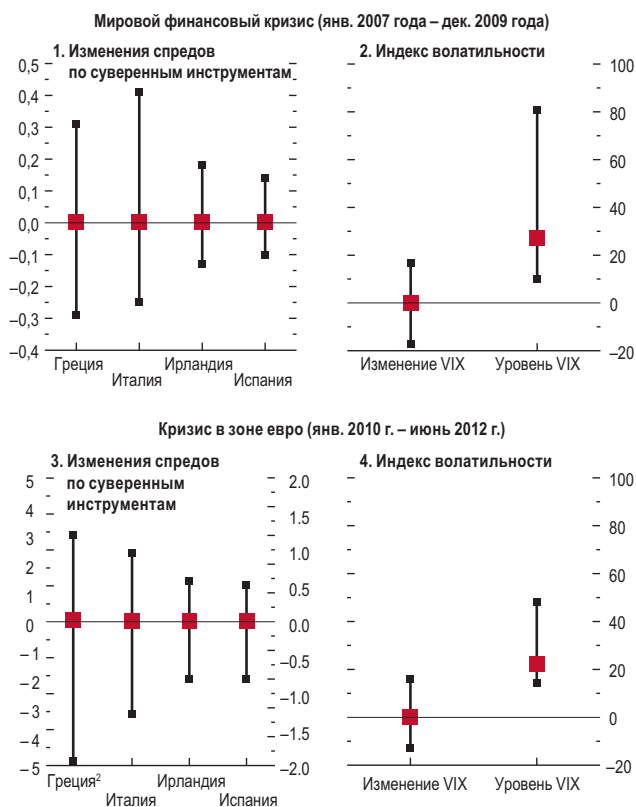 Мировой финансовый кризис (янв. 2007 года – дек. 2009 года)
1. Изменения спредов
по суверенным инструментам
0,5
0,4
0,3
0,2
0,1
0,0
–0,1
–0,2
–0,3
–0,4
Греция
Италия
Ирландия
Испания
2. Индекс волатильности
100
80
60
40
20
0
–20
Изменение VIX
Уровень VIX
Кризис в зоне евро (янв. 2010 г. – июнь 2012 г.)
3. Изменения спредов
по суверенным
инструментам
5
4
3
2
1
0
–1
–2
–3
–4
–5
2.0
1.5
1.0
0.5
0.0
–0.5
–1.0
–1.5
–2.0
Греция²
Италия
Ирландия
Испания
4. Индекс волатильности
100
80
60
40
20
0
–20
Изменение VIX
Уровень VIX